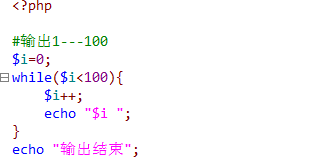 <?php
#输出1---100
$i=0;
while($i<100){
    $i++;
    echo "$i ";
}
echo "输出结束";